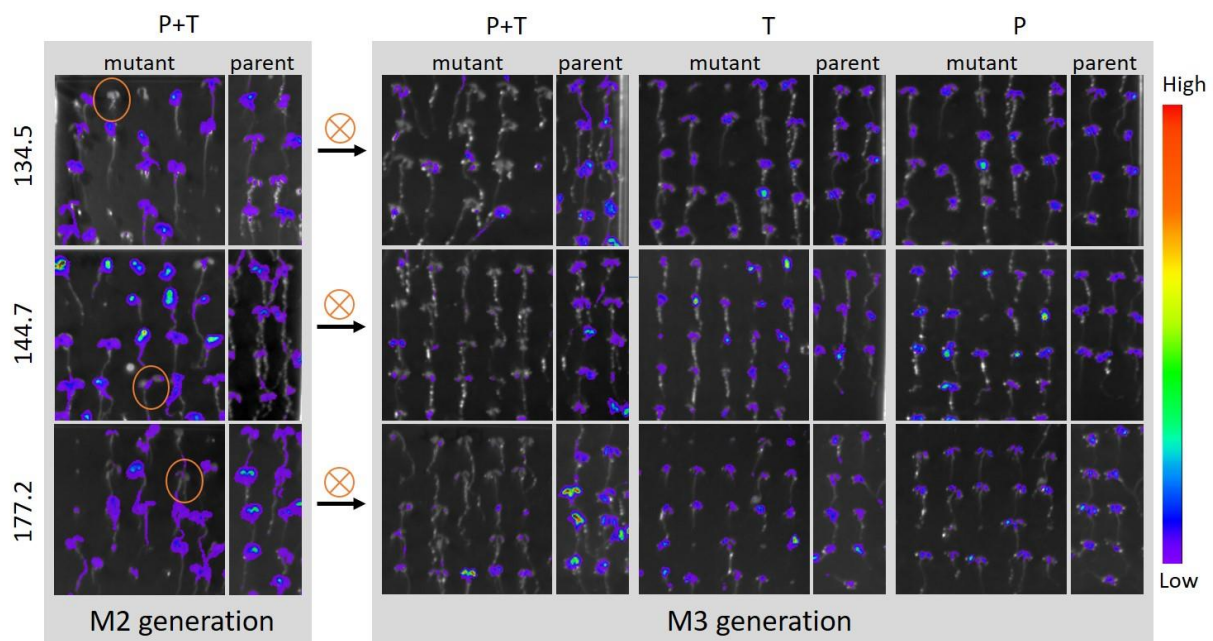 P+T P+T T P
mutant parent mutant parent mutant parent mutant parent
High
134.5
144.7
177.2
Low
M2 generation M3 generation